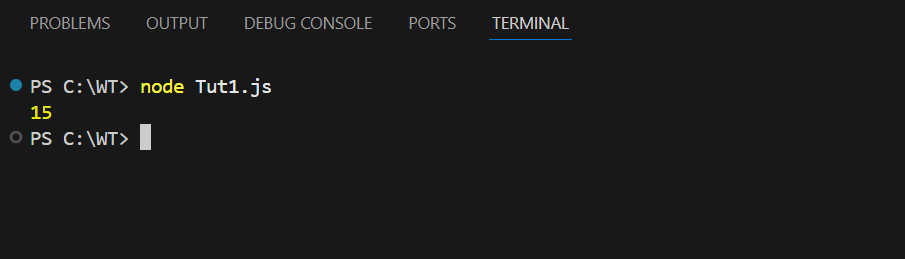 PROBLEMS OUTPUT DEBUG CONSOLE PORTS TERMINAL
PS C:\WT> node Tut1.js
15
PS C:\WT>